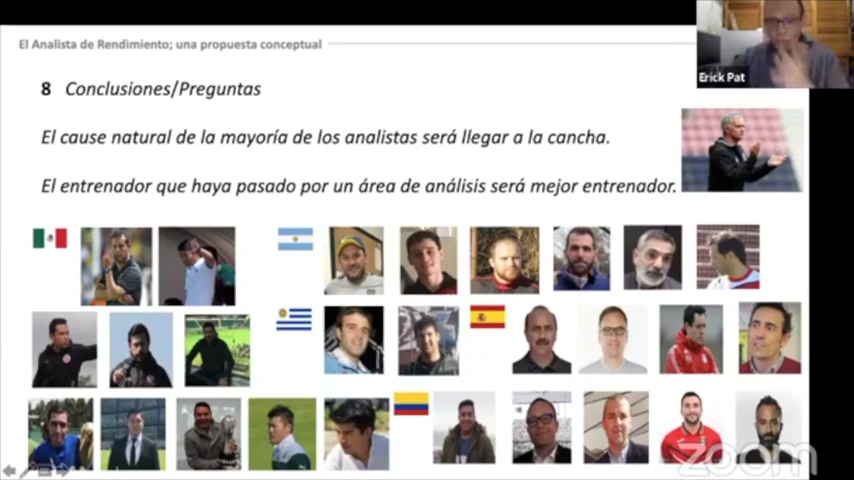 El Analista de Rendimiento; una propuesta conceptual
Erick Pat
8 Conclusiones/Preguntas
El cause natural de la mayoría de los analistas será llegar a la cancha.
El entrenador que haya pasado por un área de análisis será mejor entrenador.
zoom